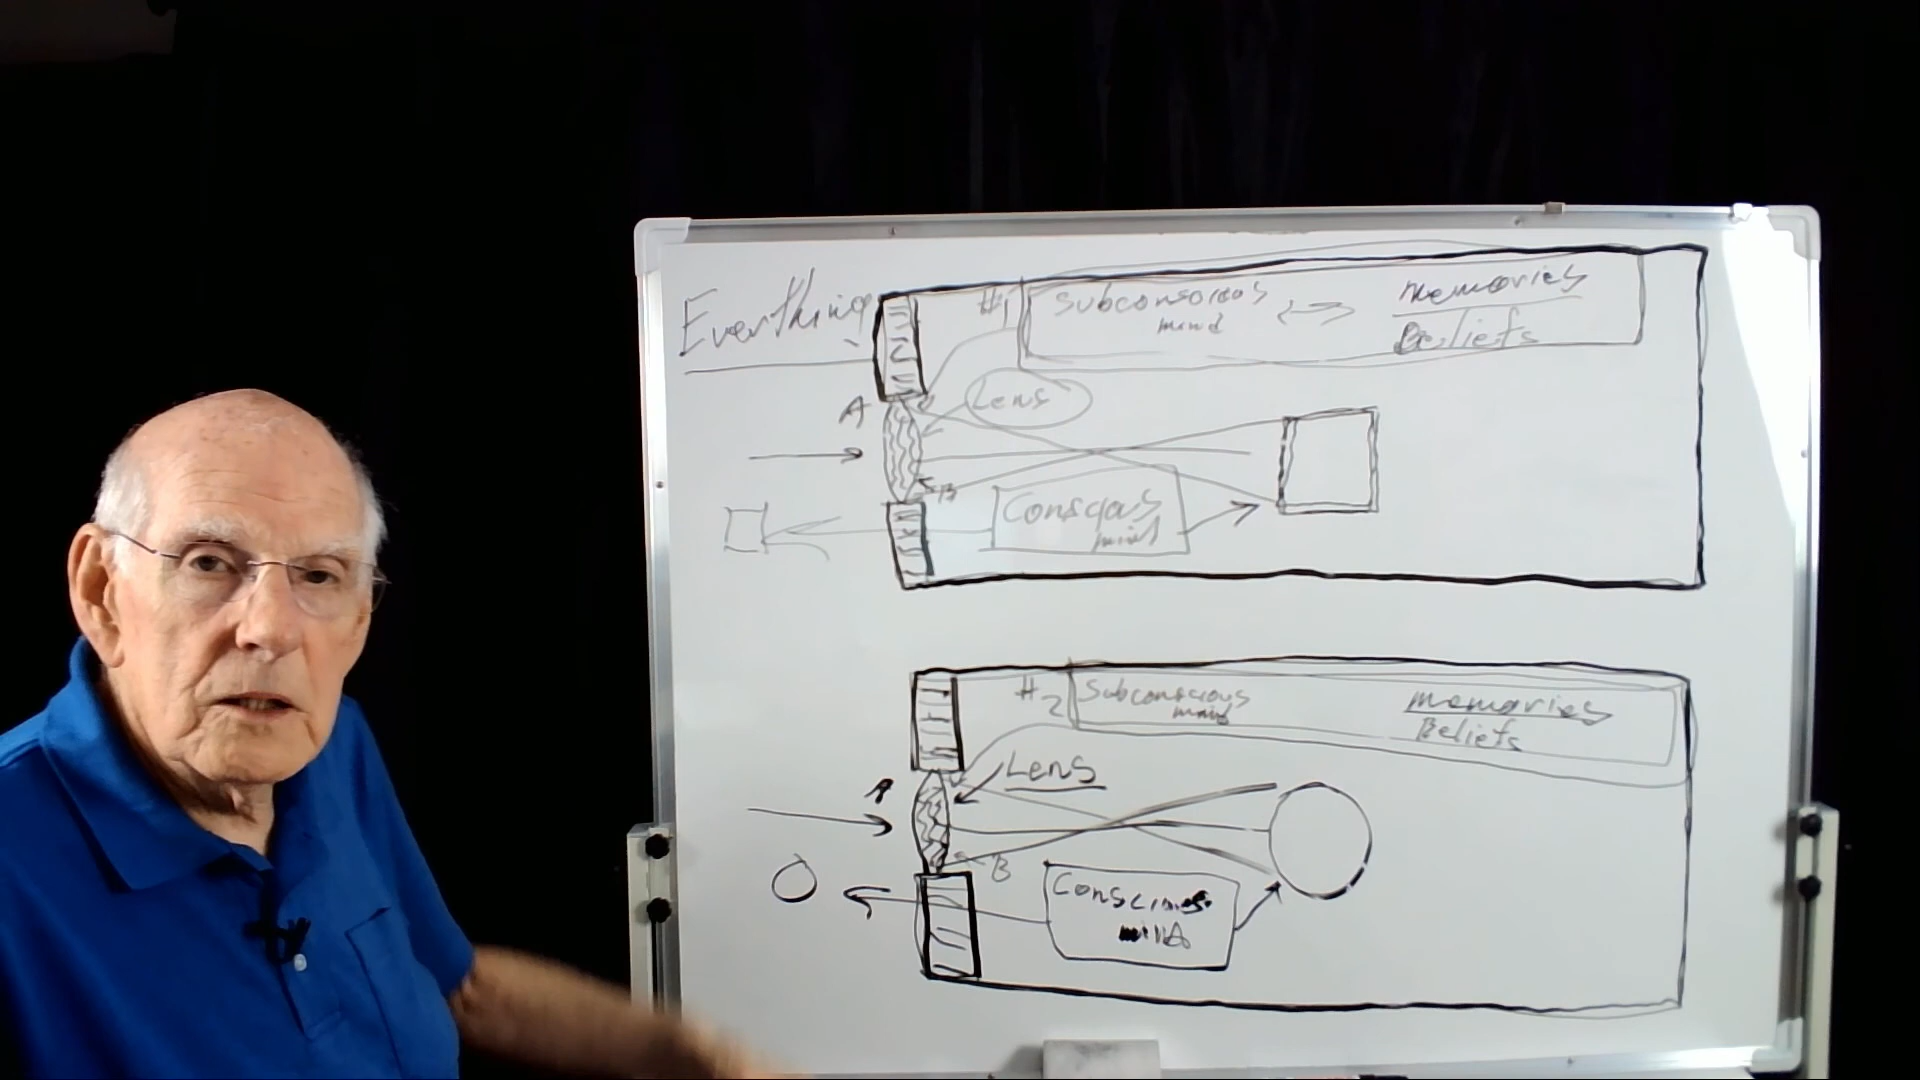 Everthing
#1
Subconscious
mind
memories
Beliefs
Lens
A
B
Conscious
mind
#2
Subconscious
mind
memories
Beliefs
Lens
A
B
Conscious
mind